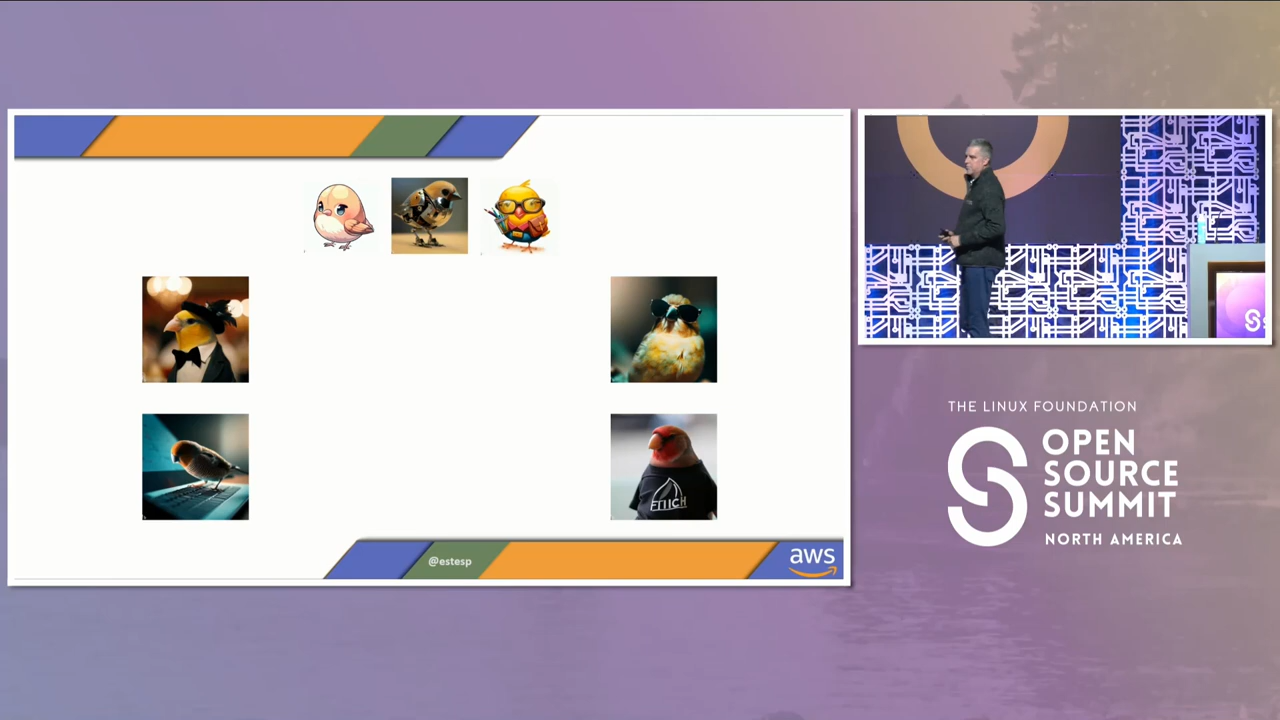 @estesp
aws
THE LINUX FOUNDATION
OPEN
SOURCE
SUMMIT
NORTH AMERICA